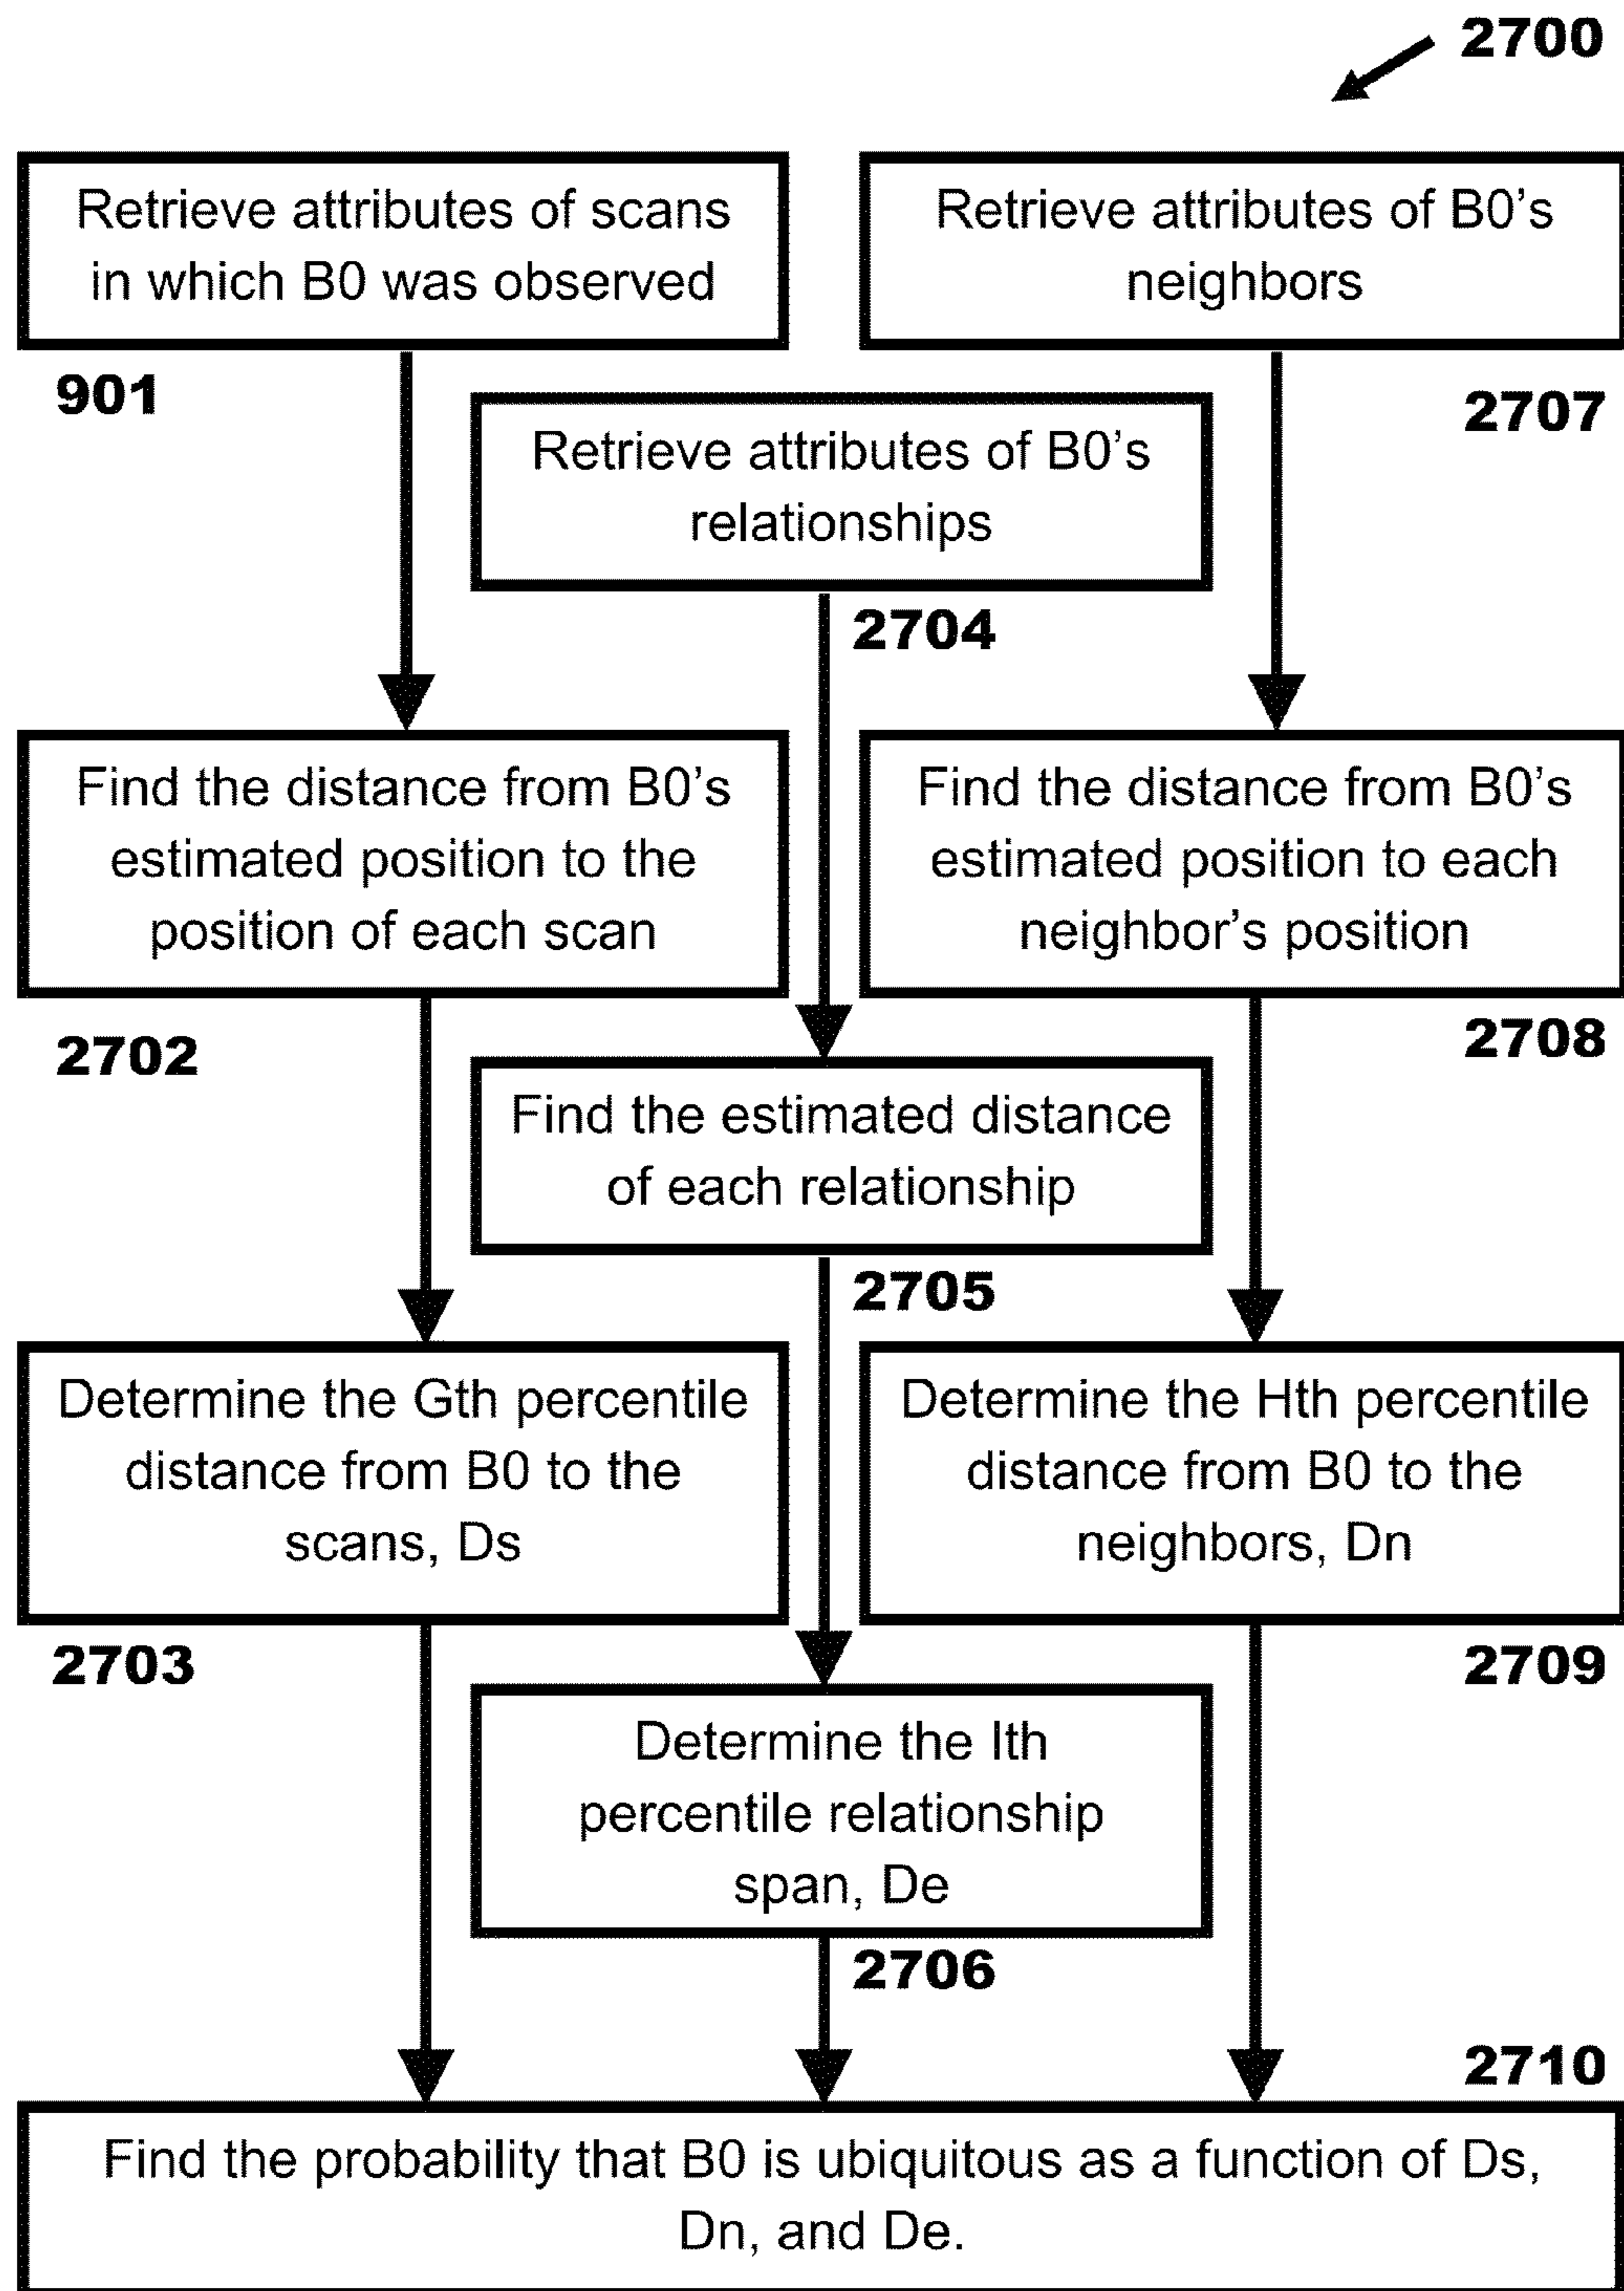 2700
Retrieve attributes of scans
in which B0 was observed
901
Retrieve attributes of B0's
neighbors
2707
Retrieve attributes of B0's
relationships
2704
Find the distance from B0's
estimated position to the
position of each scan
2702
Find the distance from B0's
estimated position to each
neighbor's position
2708
Find the estimated distance
of each relationship
2705
Determine the Gth percentile
distance from B0 to the
scans, Ds
2703
Determine the Hth percentile
distance from B0 to the
neighbors, Dn
2709
Determine the Ith
percentile relationship
span, De
2706
2710
Find the probability that B0 is ubiquitous as a function of Ds,
Dn, and De.